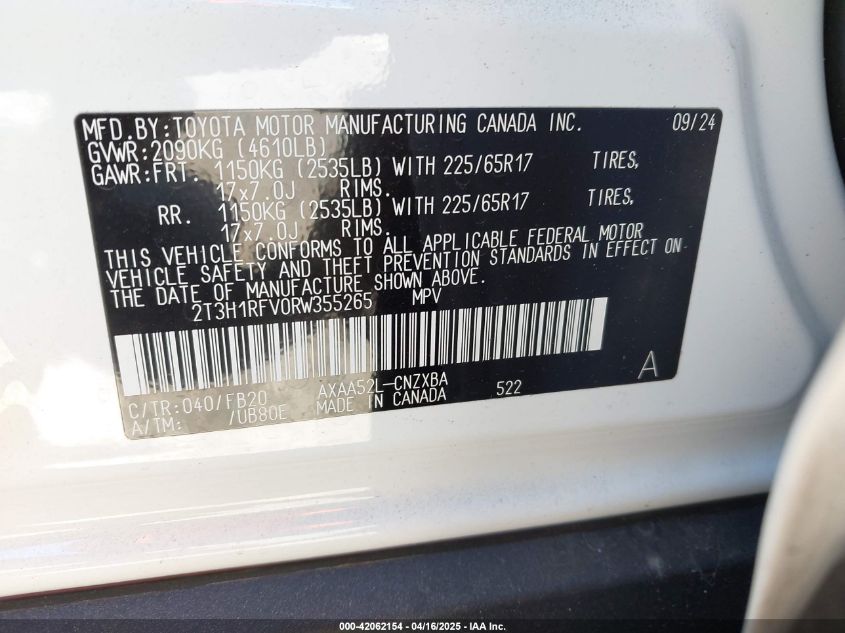 MFD.BY:TOYOTA MOTOR MANUFACTURING CANADA INC. 09/24
GVWR:2090KG (4610LB)
GAWR:FRT. 1150KG (2535LB) WITH 225/65R17 TIRES,
17x7.0J RIMS.
RR. 1150KG (2535LB) WITH 225/65R17 TIRES,
17x7.0J RIMS.
THIS VEHICLE CONFORMS TO ALL APPLICABLE FEDERAL MOTOR
VEHICLE SAFETY AND THEFT PREVENTION STANDARDS IN EFFECT ON
THE DATE OF MANUFACTURE SHOWN ABOVE.
2T3H1RFV0RW355265 MPV
C/TR:040/FB20 AXAA52L-CNZXBA A
A/TM: /UB80E MADE IN CANADA 522
000-42062154 - 04/16/2025 - IAA Inc.